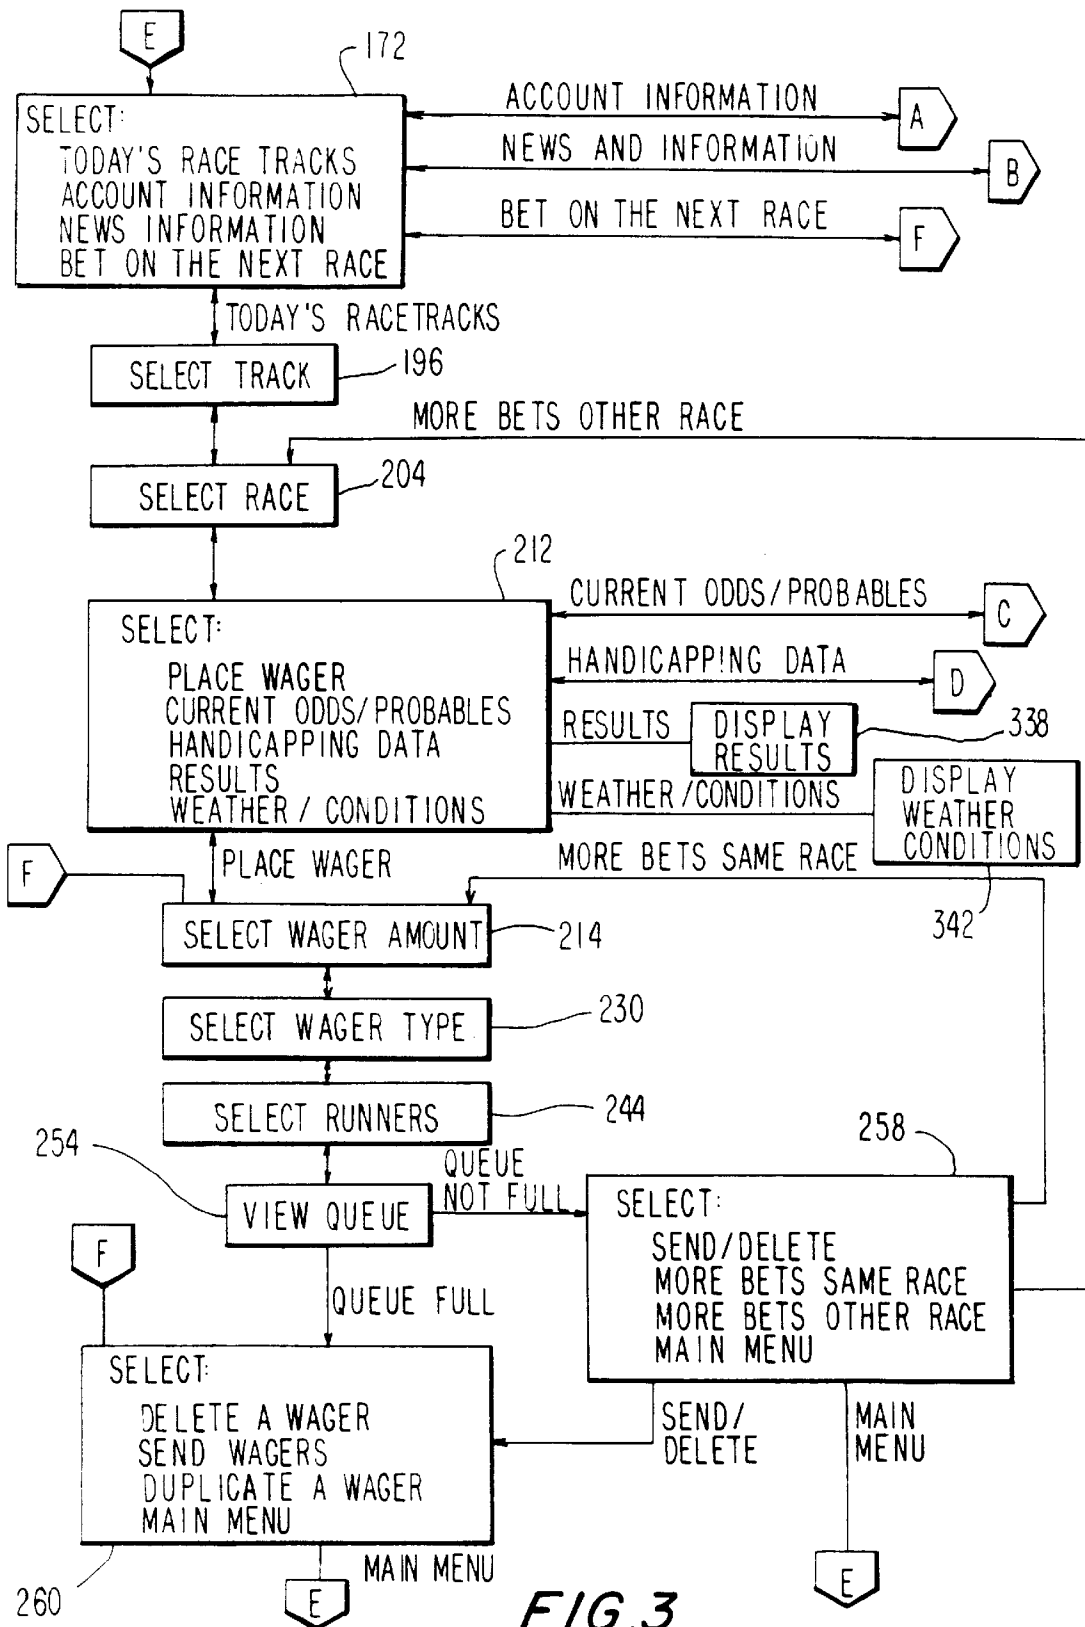 E
172
SELECT:
TODAY'S RACE TRACKS
ACCOUNT INFORMATION
NEWS INFORMATION
BET ON THE NEXT RACE
ACCOUNT INFORMATION
A
NEWS AND INFORMATION
B
BET ON THE NEXT RACE
F
TODAY'S RACETRACKS
SELECT TRACK
196
MORE BETS OTHER RACE
SELECT RACE
204
212
SELECT:
PLACE WAGER
CURRENT ODDS/PROBABLES
HANDICAPPING DATA
RESULTS
WEATHER / CONDITIONS
CURRENT ODDS/PROBABLES
C
HANDICAPPING DATA
D
RESULTS
DISPLAY
RESULTS
338
WEATHER/CONDITIONS
DISPLAY
WEATHER
CONDITIONS
342
F
PLACE WAGER
MORE BETS SAME RACE
SELECT WAGER AMOUNT
214
SELECT WAGER TYPE
230
SELECT RUNNERS
244
254
VIEW QUEUE
QUEUE
NOT FULL
258
SELECT:
SEND/DELETE
MORE BETS SAME RACE
MORE BETS OTHER RACE
MAIN MENU
F
QUEUE FULL
SELECT:
DELETE A WAGER
SEND WAGERS
DUPLICATE A WAGER
MAIN MENU
SEND/
DELETE
MAIN
MENU
260
MAIN MENU
E
E
FIG.3